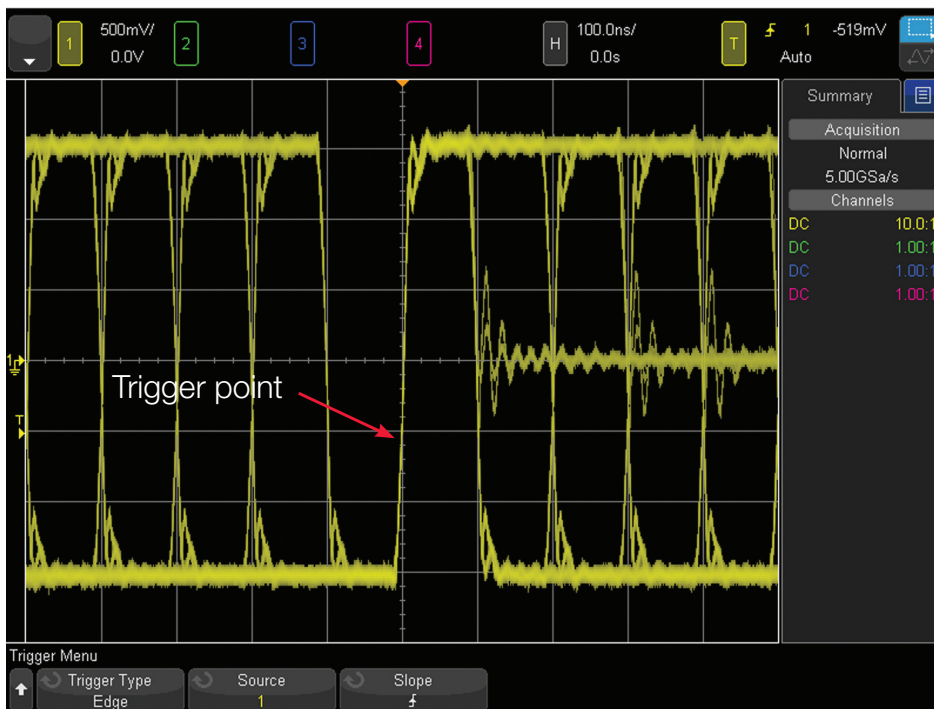 1 500mV/ 2 3 4 H 100.0ns/ T 1 -519mV
0.0V 0.0s Auto
Summary
Acquisition
Normal
5.00GSa/s
Channels
DC 10.0:1
DC 1.00:1
DC 1.00:1
DC 1.00:1
1
Trigger point
T
Trigger Menu
Trigger Type Source Slope
Edge 1